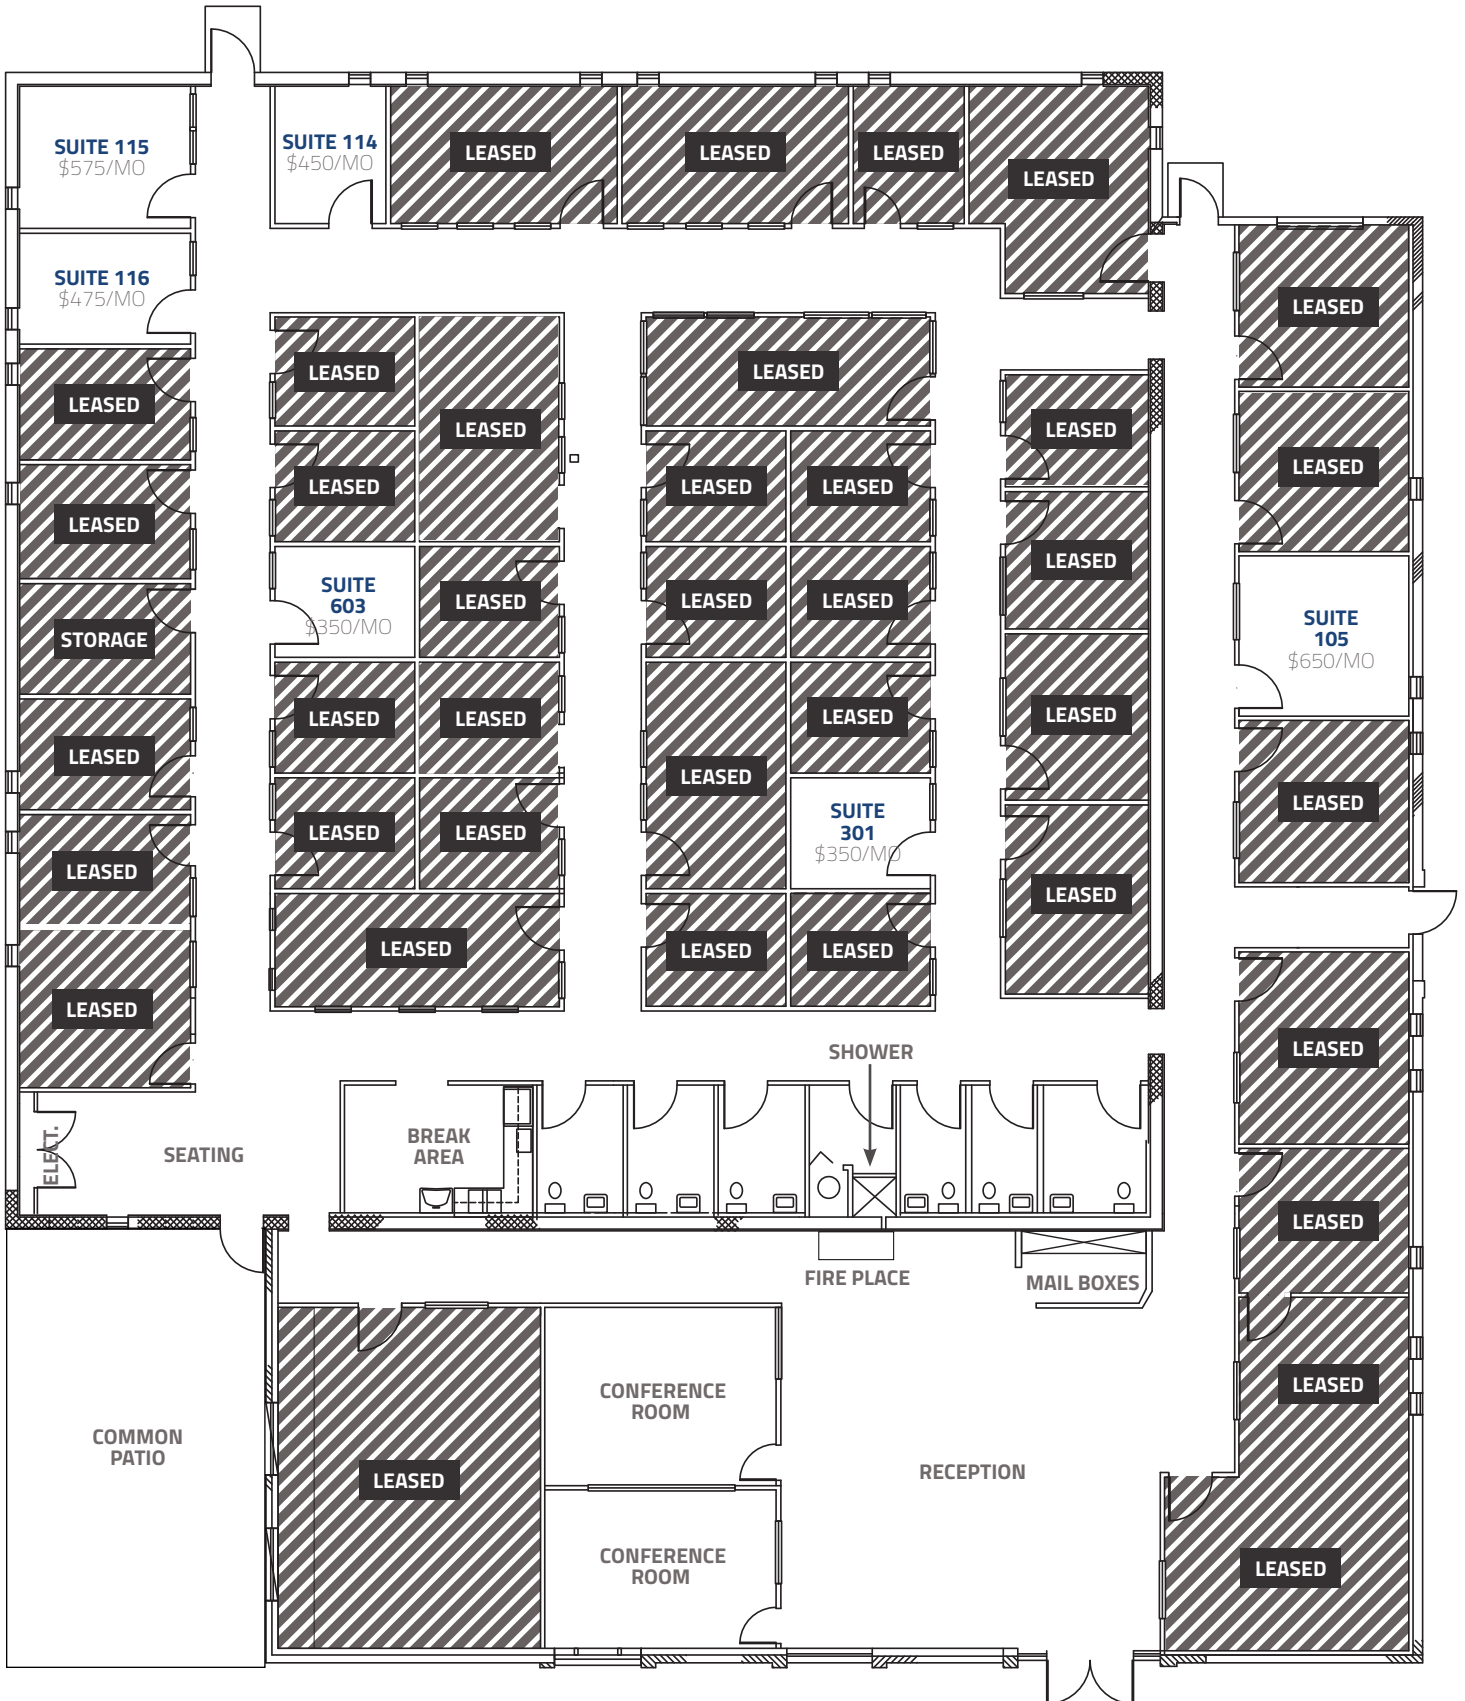 SUITE 115
$575/MO
SUITE 114
$450/MO
LEASED
LEASED
LEASED
LEASED
SUITE 116
$475/MO
LEASED
LEASED
STORAGE
LEASED
LEASED
LEASED
LEASED
LEASED
LEASED
SUITE
603
$350/MO
LEASED
LEASED
LEASED
LEASED
LEASED
LEASED
LEASED
LEASED
LEASED
LEASED
LEASED
LEASED
LEASED
LEASED
SUITE
301
$350/MO
LEASED
LEASED
LEASED
LEASED
LEASED
LEASED
LEASED
LEASED
SUITE
105
$650/MO
LEASED
LEASED
LEASED
LEASED
LEASED
ELECT.
SEATING
BREAK
AREA
SHOWER
FIRE PLACE
MAIL BOXES
COMMON
PATIO
LEASED
CONFERENCE
ROOM
CONFERENCE
ROOM
RECEPTION